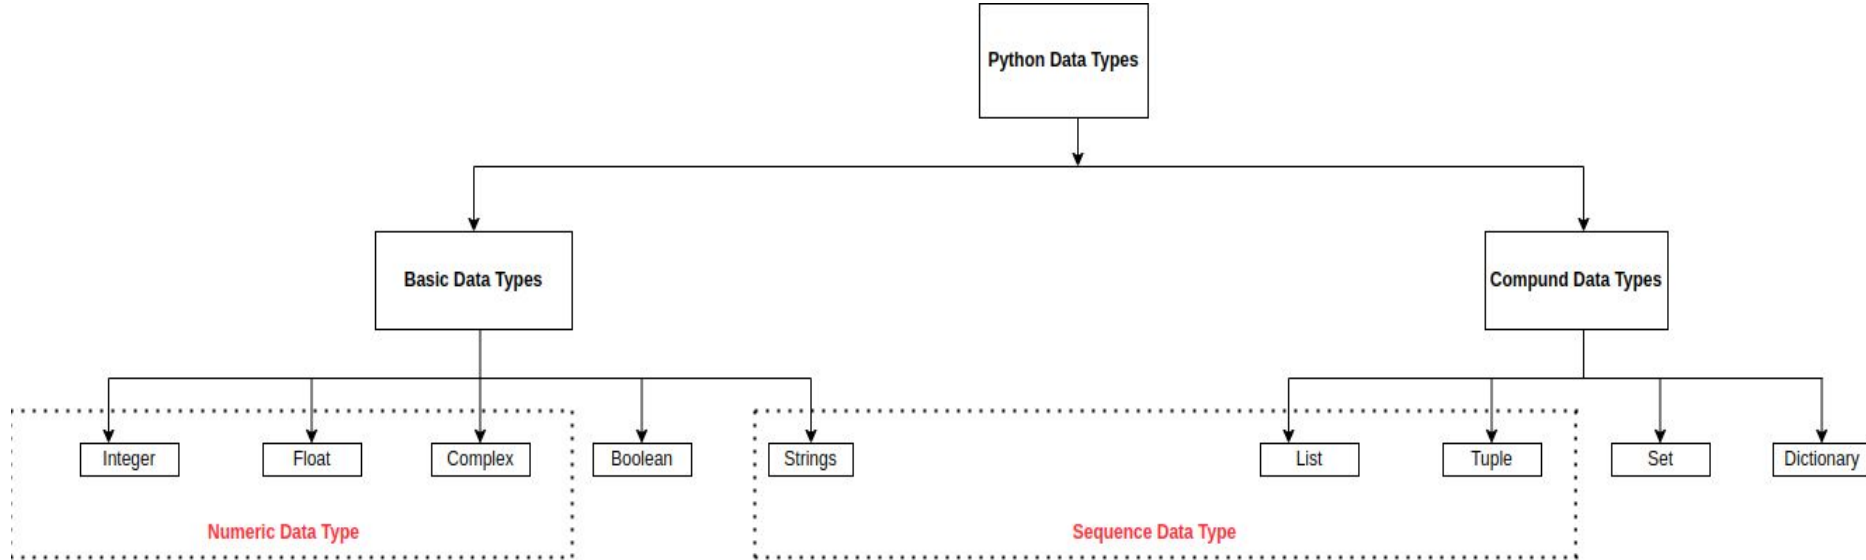 Python Data Types
Basic Data Types
Compund Data Types
Integer
Float
Complex
Boolean
Strings
List
Tuple
Set
Dictionary
Numeric Data Type
Sequence Data Type